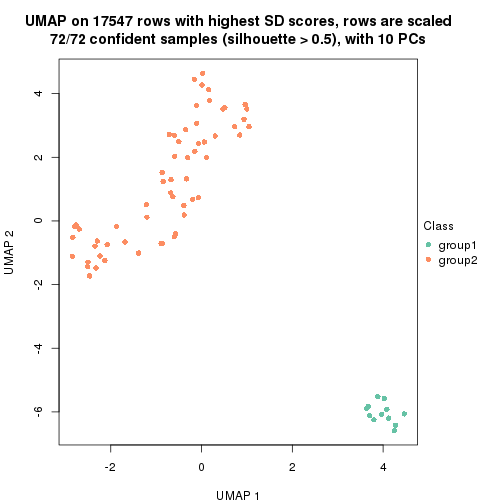 UMAP on 17547 rows with highest SD scores, rows are scaled
72/72 confident samples (silhouette > 0.5), with 10 PCs
4
2
0
-2
-4
-6
UMAP 2
-2
0
2
4
UMAP 1
Class
group1
group2